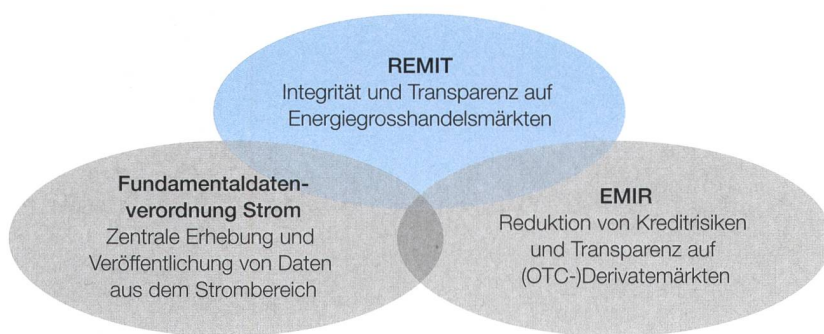 REMIT
Integrität und Transparenz auf
Energiegrosshandelsmärkten
Fundamentaldaten-
verordnung Strom
Zentrale Erhebung und
Veröffentlichung von Daten
aus dem Strombereich
EMIR
Reduktion von Kreditrisiken
und Transparenz auf
(OTC-)Derivatemärkten